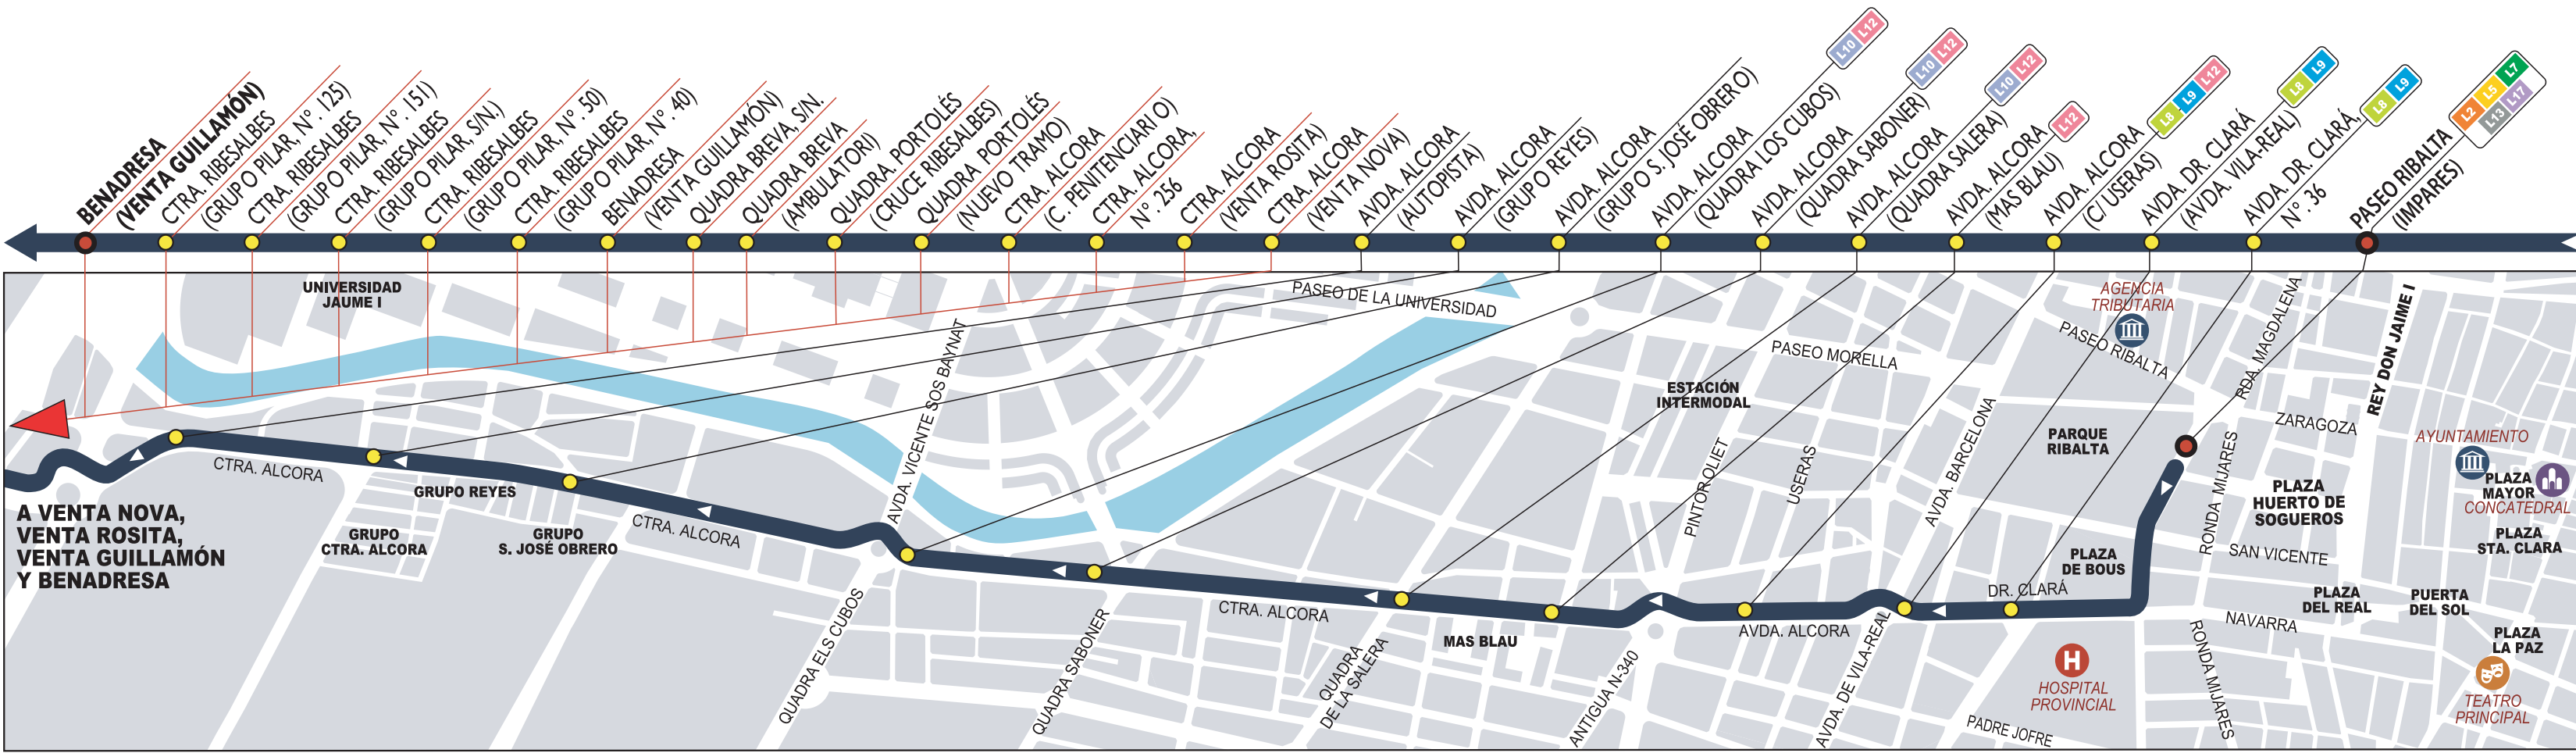 BENADRESA
(VENTA GUILLAMÓN)
CTRA. RIBESALBES
(GRUPO PILAR, Nº. 125)
CTRA. RIBESALBES
(GRUPO PILAR, Nº. 151)
CTRA. RIBESALBES
(GRUPO PILAR, S/N.)
CTRA. RIBESALBES
(GRUPO PILAR, Nº. 50)
CTRA. RIBESALBES
(GRUPO PILAR, Nº. 40)
BENADRESA
(VENTA GUILLAMÓN)
QUADRA BREVA, S/N.
QUADRA BREVA
(AMBULATORI)
QUADRA. PORTOLÉS
(CRUCE RIBESALBES)
QUADRA PORTOLÉS
(NUEVO TRAMO)
CTRA. ALCORA
(C. PENITENCIARIO)
CTRA. ALCORA,
Nº. 256
CTRA. ALCORA
(VENTA ROSITA)
CTRA. ALCORA
(VENTA NOVA)
AVDA. ALCORA
(AUTOPISTA)
AVDA. ALCORA
(GRUPO REYES)
AVDA. ALCORA
(GRUPO S. JOSÉ OBRERO)
AVDA. ALCORA
(QUADRA LOS CUBOS)
L10 L12
AVDA. ALCORA
(QUADRA SABONER)
L10 L12
AVDA. ALCORA
(QUADRA SALERA)
L10 L12
AVDA. ALCORA
(MAS BLAU)
L12
AVDA. ALCORA
(C/ USERAS)
L8 L9 L12
AVDA. DR. CLARÁ
(AVDA. VILA-REAL)
L8 L9
AVDA. DR. CLARÁ,
Nº. 36
L8 L9
PASEO RIBALTA
(IMPARES)
L2 L5 L7
L13 L17
UNIVERSIDAD
JAUME I
PASEO DE LA UNIVERSIDAD
AGENCIA
TRIBUTARIA
PASEO RIBALTA
RDA. MAGDALENA
REY DON JAIME I
PASEO MORELLA
ESTACIÓN
INTERMODAL
AVDA. VICENTE SOS BAYNAT
AVDA. BARCELONA
PARQUE
RIBALTA
ZARAGOZA
AYUNTAMIENTO
PLAZA
MAYOR
CONCATEDRAL
CTRA. ALCORA
GRUPO REYES
PINTOR OLIET
USERAS
RONDA MIJARES
PLAZA
HUERTO DE
SOGUEROS
A VENTA NOVA,
VENTA ROSITA,
VENTA GUILLAMÓN
Y BENADRESA
GRUPO
CTRA. ALCORA
GRUPO
S. JOSÉ OBRERO
CTRA. ALCORA
PLAZA
STA. CLARA
SAN VICENTE
PLAZA
DE BOUS
DR. CLARÁ
PLAZA
DEL REAL
PUERTA
DEL SOL
CTRA. ALCORA
AVDA. ALCORA
NAVARRA
MAS BLAU
PLAZA
LA PAZ
QUADRA ELS CUBOS
QUADRA SABONER
QUADRA
DE LA SALERA
ANTIGUA N-340
AVDA. DE VILA-REAL
H
HOSPITAL
PROVINCIAL
RONDA MIJARES
TEATRO
PRINCIPAL
PADRE JOFRE